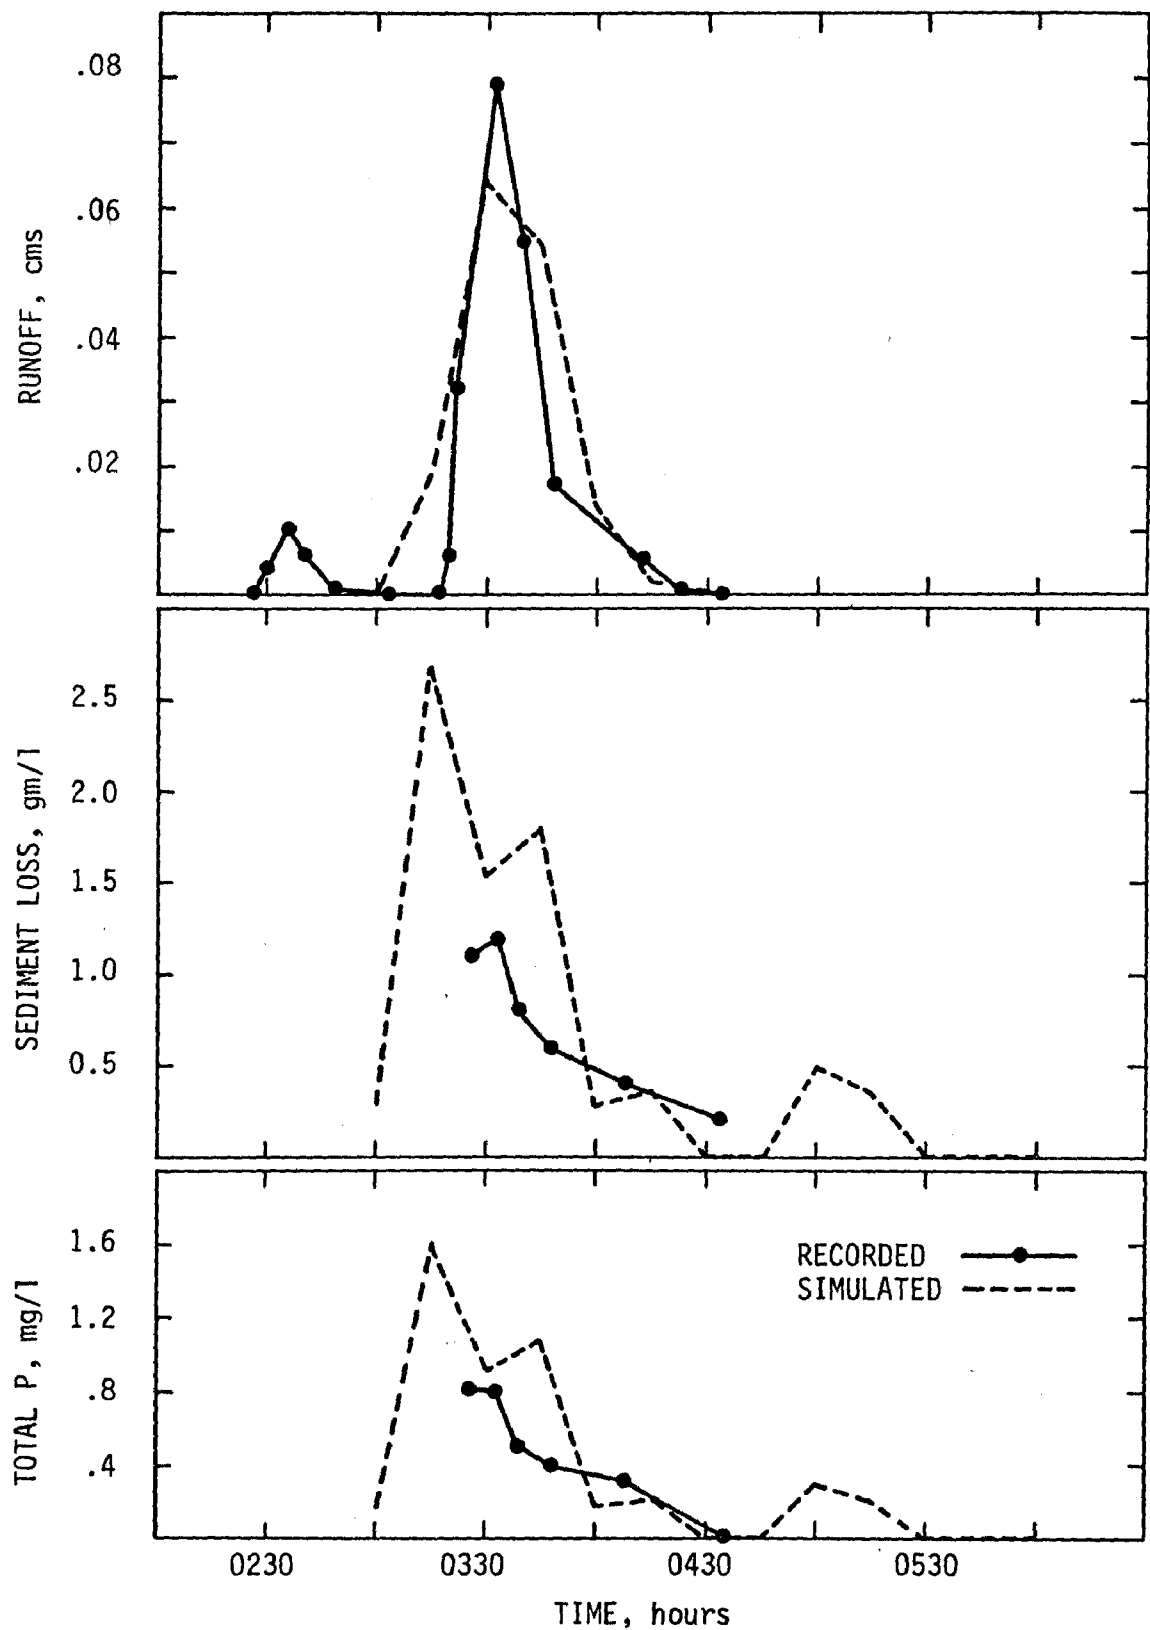 .08
.06
.04
.02
RUNOFF, cms
2.5
2.0
1.5
1.0
0.5
SEDIMENT LOSS, gm/l
1.6
1.2
.8
.4
TOTAL P, mg/l
RECORDED
SIMULATED
0230 0330 0430 0530
TIME, hours